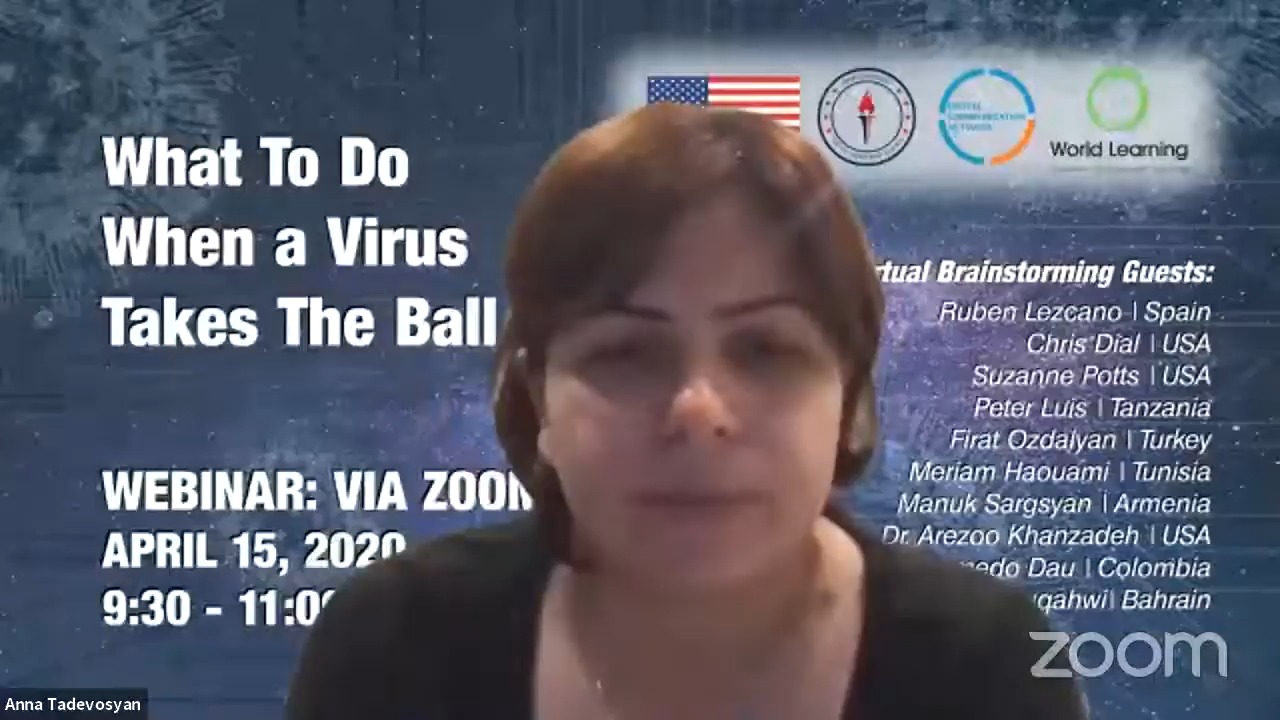 What To Do
When a Virus
Takes The Ball
WEBINAR: VIA ZOOM
APRIL 15, 2020
9:30 - 11:00
World Learning
Brainstorming Guests:
Ruben Lezcano | Spain
Chris Dial | USA
Suzanne Potts | USA
Peter Luis | Tanzania
Firat Ozdalyan | Turkey
Meriam Haouami | Tunisia
Manuk Sargsyan | Armenia
Dr. Arezoo Khanzadeh | USA
Dau | Colombia
Bahrain
zoom
Anna Tadevosyan